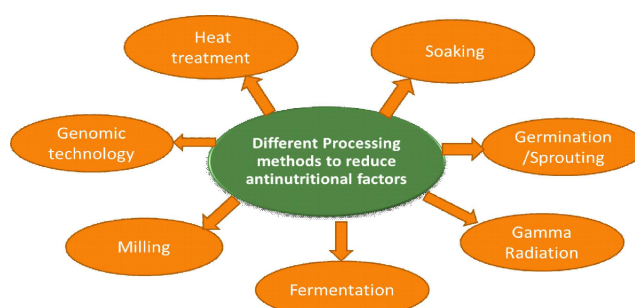 Heat
treatment
Soaking
Genomic
technology
Different Processing
methods to reduce
antinutritional factors
Germination
/Sprouting
Milling
Gamma
Radiation
Fermentation